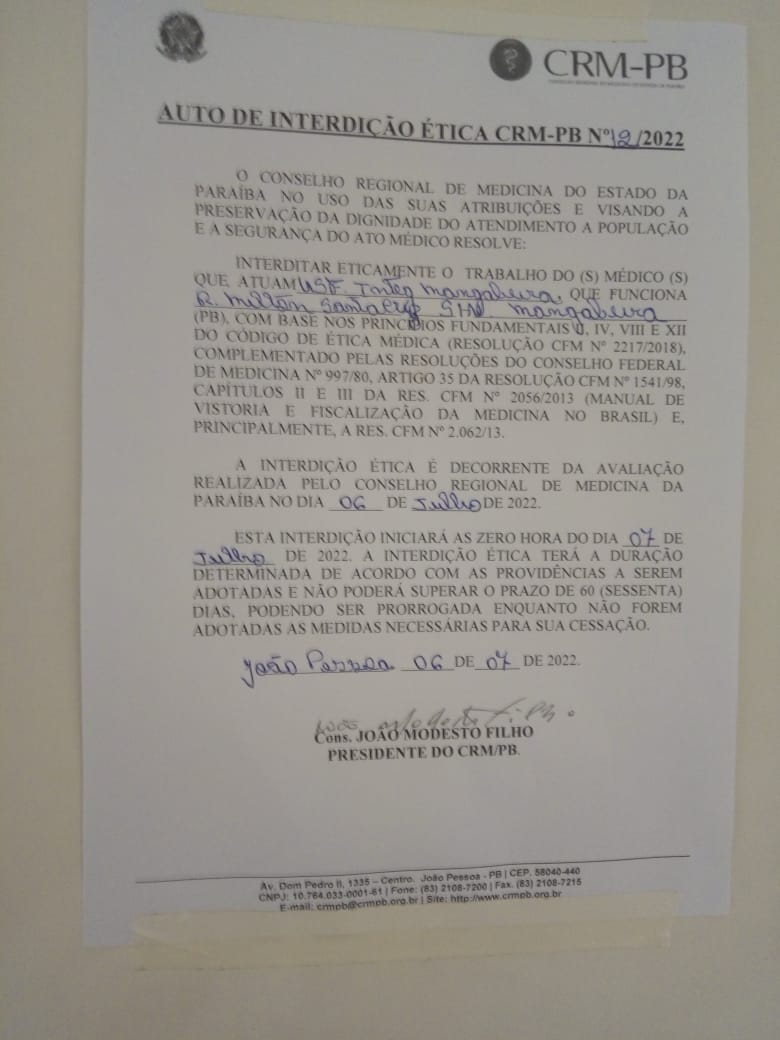 CRM-PB
AUTO DE INTERDIÇÃO ÉTICA CRM-PB Nº 12/2022
O CONSELHO REGIONAL DE MEDICINA DO ESTADO DA
PARAÍBA NO USO DAS SUAS ATRIBUIÇÕES E VISANDO A
PRESERVAÇÃO DA DIGNIDADE DO ATENDIMENTO A POPULAÇÃO
E A SEGURANÇA DO ATO MÉDICO RESOLVE:
INTERDITAR ETICAMENTE O TRABALHO DO (S) MÉDICO (S)
QUE ATUAM USF. Integ Mangabeira, QUE FUNCIONA
R. Milton Santa S/N. Mangabeira
(PB), COM BASE NOS PRINCÍPIOS FUNDAMENTAIS IV, VIII E XII
DO CÓDIGO DE ÉTICA MÉDICA (RESOLUÇÃO CFM Nº 2217/2018),
COMPLEMENTADO PELAS RESOLUÇÕES DO CONSELHO FEDERAL
DE MEDICINA Nº 997/80, ARTIGO 35 DA RESOLUÇÃO CFM Nº 1541/98,
CAPÍTULOS II E III DA RES. CFM Nº 2056/2013 (MANUAL DE
VISTORIA E FISCALIZAÇÃO DA MEDICINA NO BRASIL) E,
PRINCIPALMENTE, A RES. CFM Nº 2.062/13.
A INTERDIÇÃO ÉTICA É DECORRENTE DA AVALIAÇÃO
REALIZADA PELO CONSELHO REGIONAL DE MEDICINA DA
PARAÍBA NO DIA 06 DE Julho DE 2022.
ESTA INTERDIÇÃO INICIARÁ AS ZERO HORA DO DIA 07 DE
Julho DE 2022. A INTERDIÇÃO ÉTICA TERÁ A DURAÇÃO
DETERMINADA DE ACORDO COM AS PROVIDÊNCIAS A SEREM
ADOTADAS E NÃO PODERÁ SUPERAR O PRAZO DE 60 (SESSENTA)
DIAS, PODENDO SER PRORROGADA ENQUANTO NÃO FOREM
ADOTADAS AS MEDIDAS NECESSÁRIAS PARA SUA CESSAÇÃO.
João Pessoa 06 DE 07 DE 2022.
João Modesto Filho
Cons. JOÃO MODESTO FILHO
PRESIDENTE DO CRM/PB.
Av. Dom Pedro II, 1335 – Centro. João Pessoa - PB | CEP. 58040-440
CNPJ: 10.764.033-0001-61 | Fone: (83) 2108-7200 | Fax. (83) 2108-7215
E-mail: crmpb@crmpb.org.br | Site: http://www.crmpb.org.br